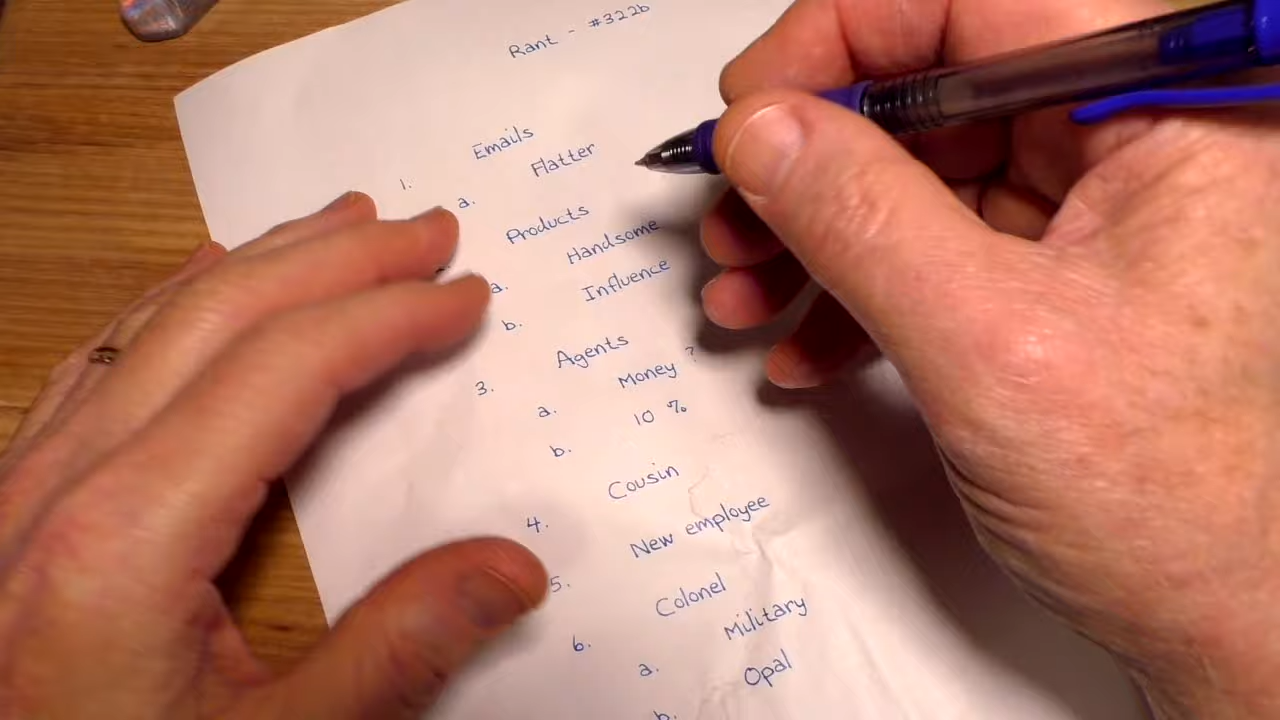 Rant - #322b
1. Emails
a. Flatter
Products
a. Handsome
b. Influence
3. Agents
a. Money ?
b. 10 %
4. Cousin
5. New employee
6. Colonel
a. Military
b. Opal